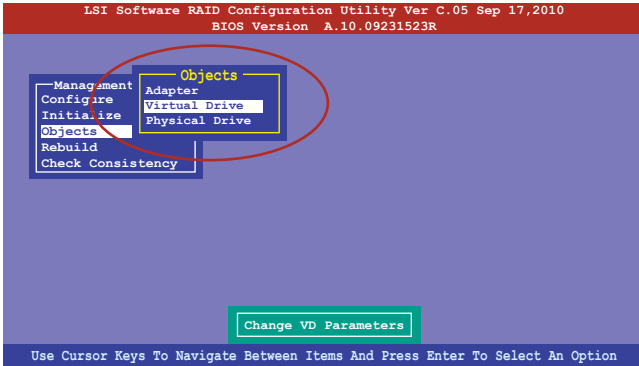 LSI Software RAID Configuration Utility Ver C.05 Sep 17,2010
BIOS Version A.10.09231523R
Management
Configure
Initialize
Objects
Rebuild
Check Consistency
Objects
Adapter
Virtual Drive
Physical Drive
Change VD Parameters
Use Cursor Keys To Navigate Between Items And Press Enter To Select An Option